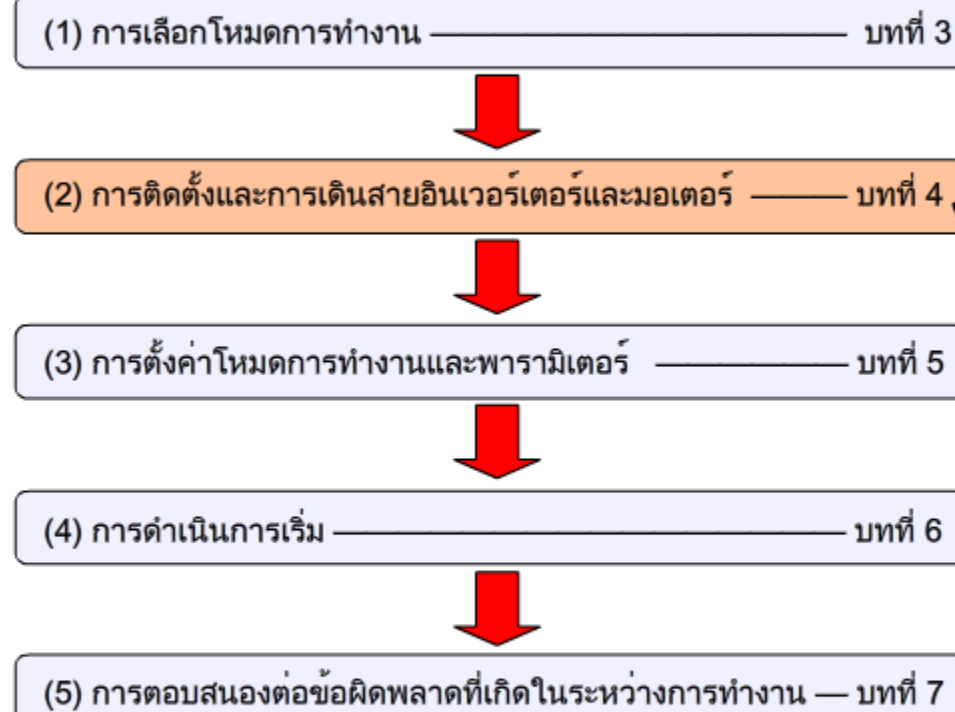 (1) การเลือกโหมดการทำงาน บทที่ 3
(2) การติดตั้งและการเดินสายอินเวอร์เตอร์และมอเตอร์ บทที่ 4
(3) การตั้งค่าโหมดการทำงานและพารามิเตอร์ บทที่ 5
(4) การดำเนินการเริ่ม บทที่ 6
(5) การตอบสนองต่อข้อผิดพลาดที่เกิดในระหว่างการทำงาน บทที่ 7